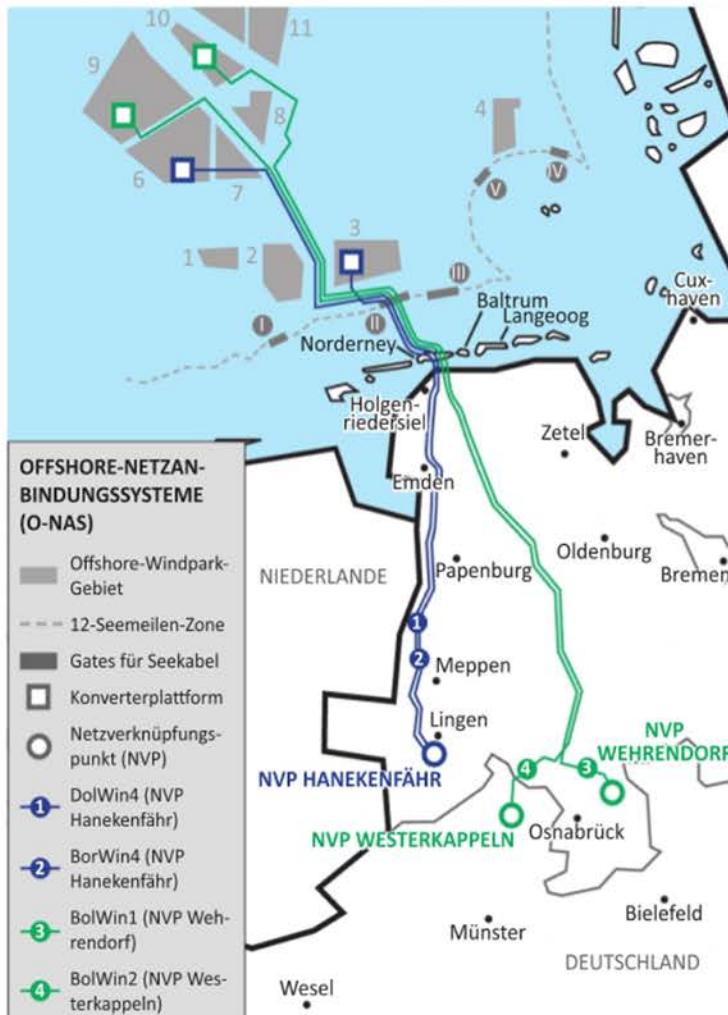 10
11
9
8
4
6
7
3
1
2
IV
V
III
I
II
Cux-
haven
Baltrum
Langeoog
Norderney
Holgen-
riedersiel
Zetel
Bremer-
haven
Emden
Oldenburg
Papenburg
Bremen
NIEDERLANDE
1
2
Meppen
Lingen
NVP HANEKENFÄHR
NVP
WEHRENDORF
4
3
NVP WESTERKAPPELN
Osnabrück
Bielefeld
Münster
DEUTSCHLAND
Wesel
OFFSHORE-NETZAN-
BINDUNGSSYSTEME
(O-NAS)
Offshore-Windpark-
Gebiet
12-Seemeilen-Zone
Gates für Seekabel
Konverterplattform
Netzverknüpfungs-
punkt (NVP)
1 DolWin4 (NVP
Hanekenfähr)
2 BorWin4 (NVP
Hanekenfähr)
3 BolWin1 (NVP Weh-
rendorf)
4 BolWin2 (NVP Wes-
terkappeln)